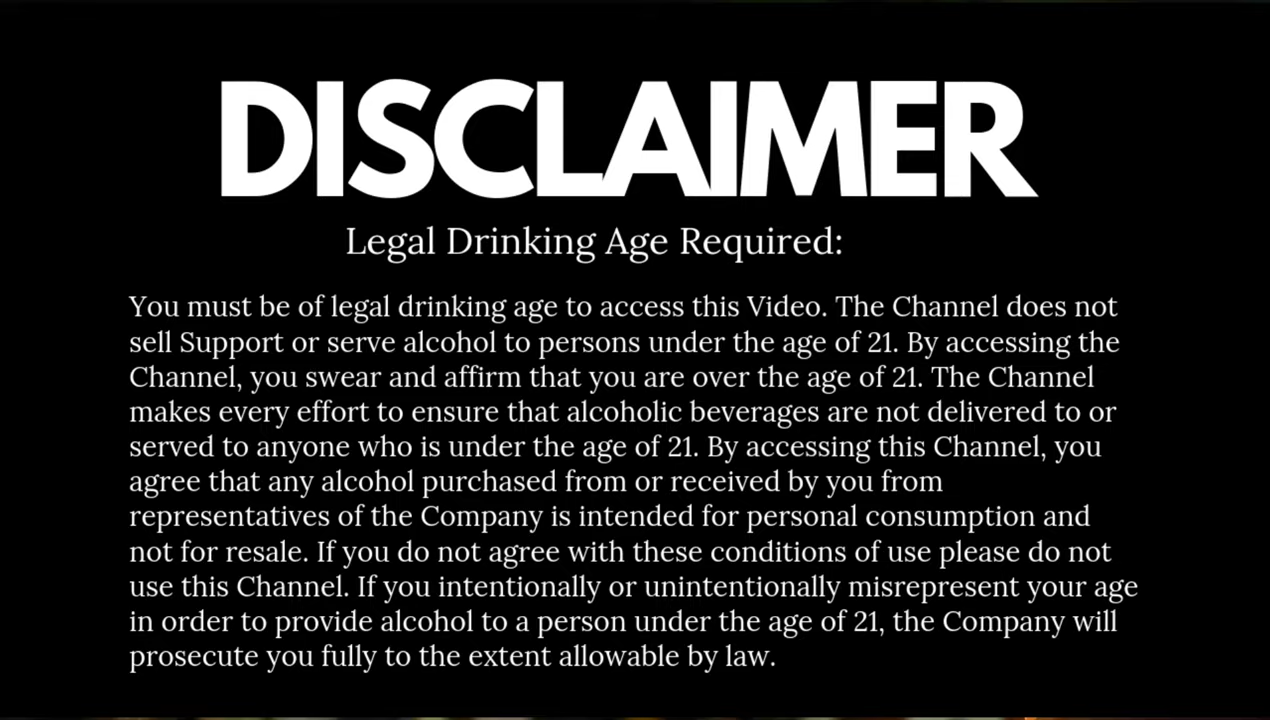 DISCLAIMER
Legal Drinking Age Required:
You must be of legal drinking age to access this Video. The Channel does not
sell Support or serve alcohol to persons under the age of 21. By accessing the
Channel, you swear and affirm that you are over the age of 21. The Channel
makes every effort to ensure that alcoholic beverages are not delivered to or
served to anyone who is under the age of 21. By accessing this Channel, you
agree that any alcohol purchased from or received by you from
representatives of the Company is intended for personal consumption and
not for resale. If you do not agree with these conditions of use please do not
use this Channel. If you intentionally or unintentionally misrepresent your age
in order to provide alcohol to a person under the age of 21, the Company will
prosecute you fully to the extent allowable by law.